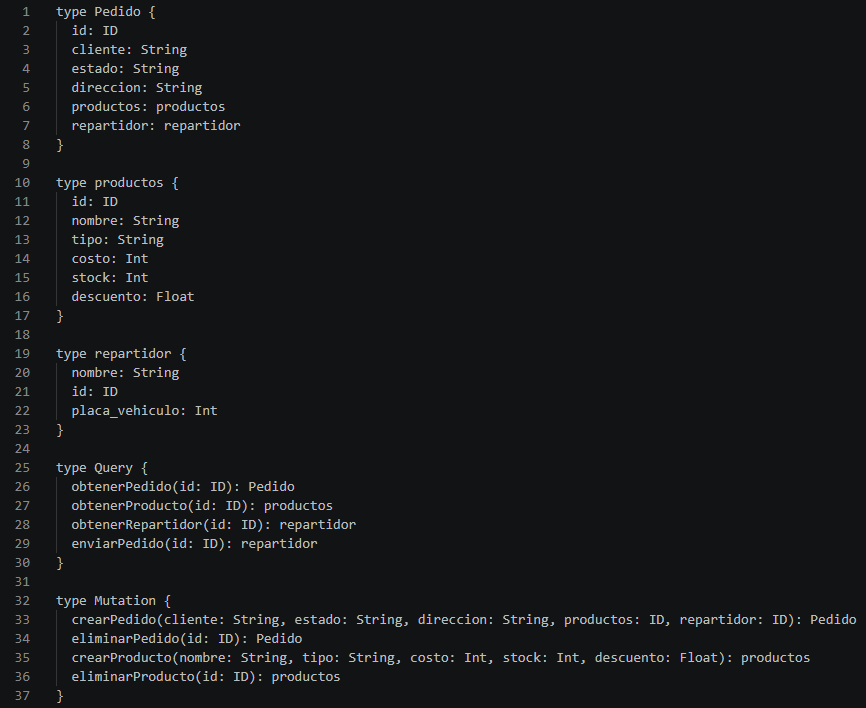 1 type Pedido {
2 id: ID
3 cliente: String
4 estado: String
5 direccion: String
6 productos: productos
7 repartidor: repartidor
8 }
9
10 type productos {
11 id: ID
12 nombre: String
13 tipo: String
14 costo: Int
15 stock: Int
16 descuento: Float
17 }
18
19 type repartidor {
20 nombre: String
21 id: ID
22 placa_vehiculo: Int
23 }
24
25 type Query {
26 obtenerPedido(id: ID): Pedido
27 obtenerProducto(id: ID): productos
28 obtenerRepartidor(id: ID): repartidor
29 enviarPedido(id: ID): repartidor
30 }
31
32 type Mutation {
33 crearPedido(cliente: String, estado: String, direccion: String, productos: ID, repartidor: ID): Pedido
34 eliminarPedido(id: ID): Pedido
35 crearProducto(nombre: String, tipo: String, costo: Int, stock: Int, descuento: Float): productos
36 eliminarProducto(id: ID): productos
37 }